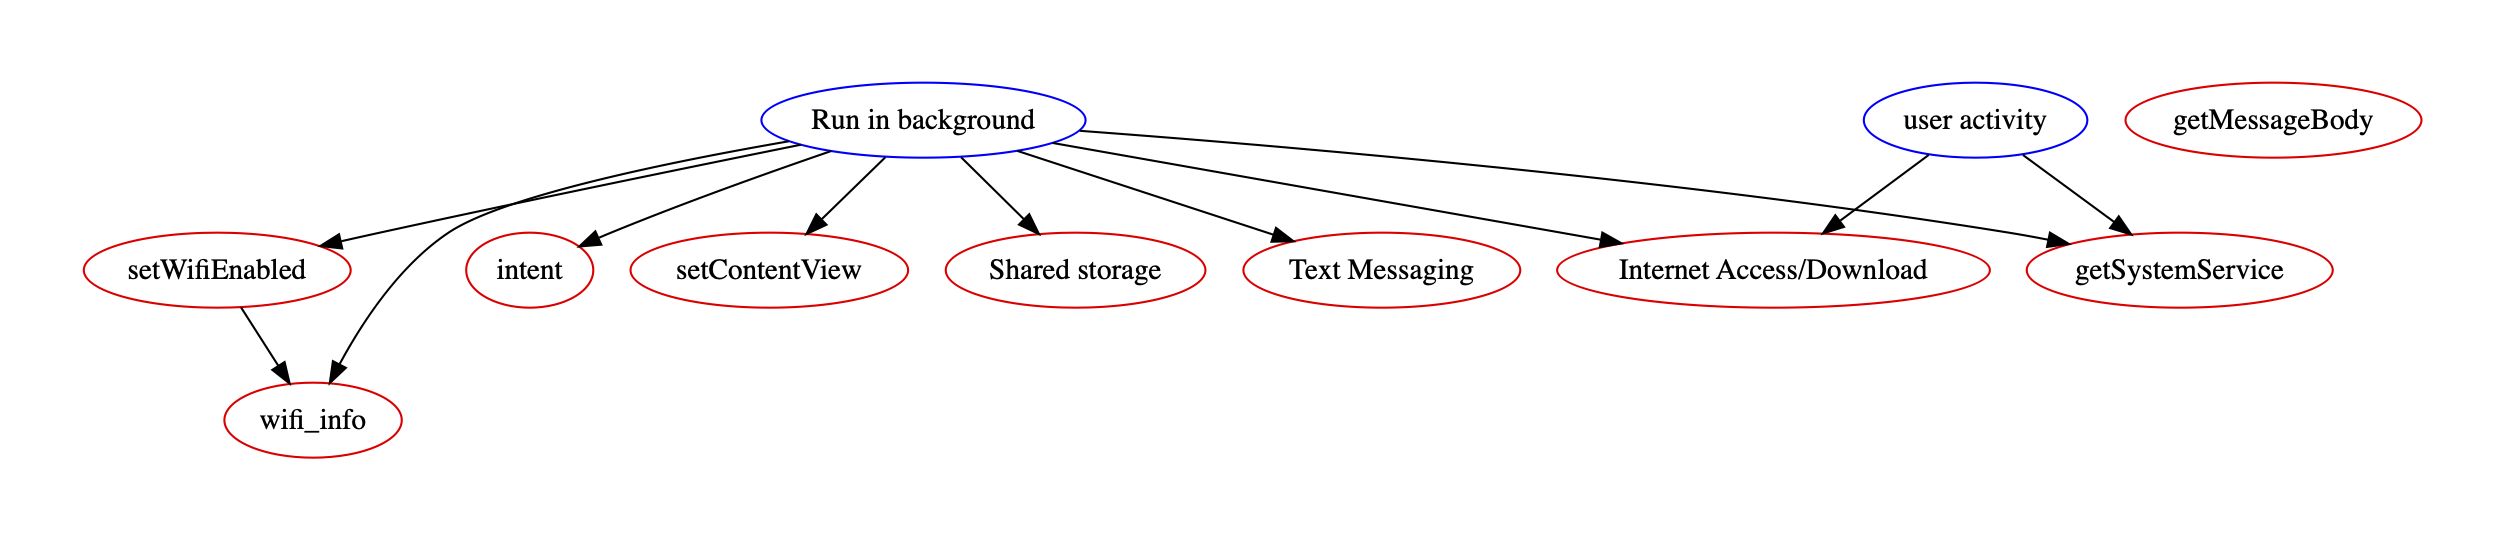 Run in background
user activity
getMessageBody
setWifiEnabled
intent
setContentView
Shared storage
Text Messaging
Internet Access/Download
getSystemService
wifi_info